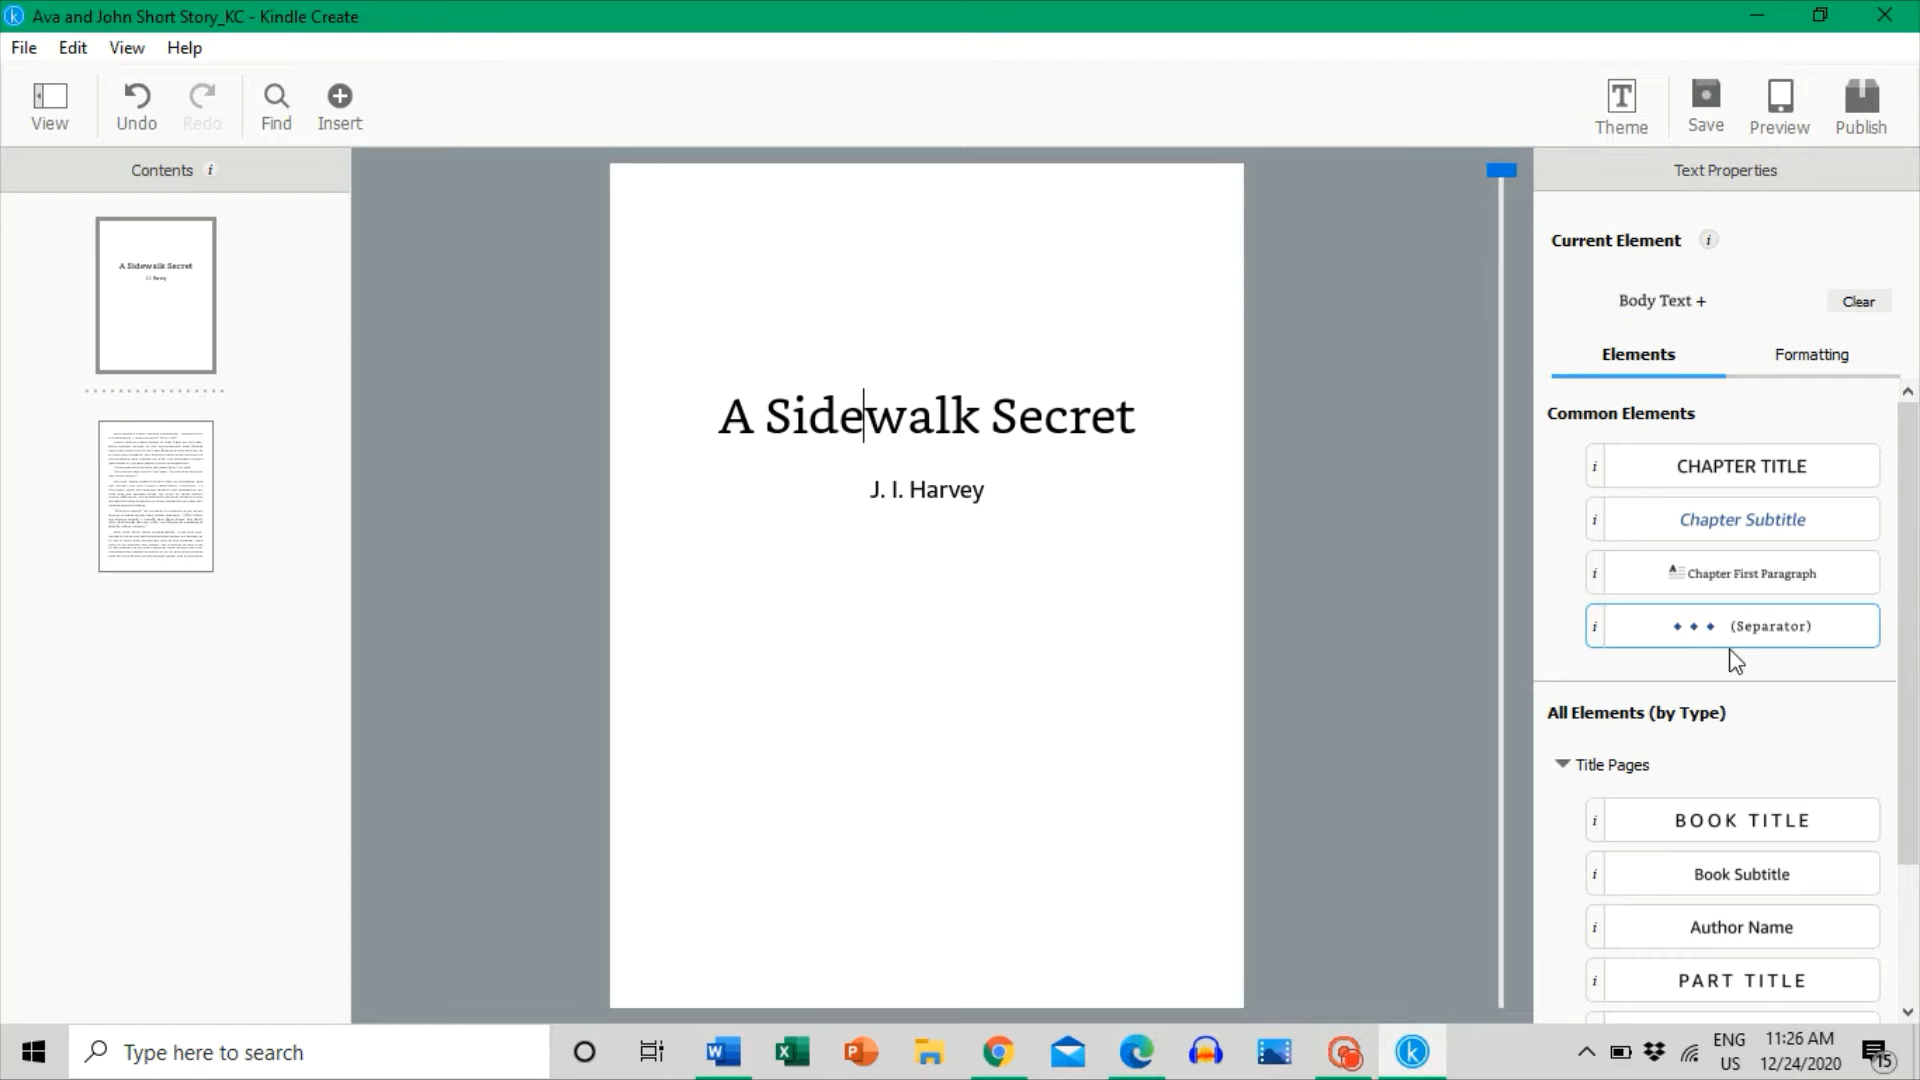 Ava and John Short Story_KC - Kindle Create
File Edit View Help
View Undo Redo Find Insert Theme Save Preview Publish
Contents i
Text Properties
A Sidewalk Secret
J.I. Harvey
A Sidewalk Secret
J. I. Harvey
Current Element i
Body Text + Clear
Elements Formatting
Common Elements
i CHAPTER TITLE
i Chapter Subtitle
i Chapter First Paragraph
i (Separator)
All Elements (by Type)
Title Pages
i BOOK TITLE
i Book Subtitle
i Author Name
i PART TITLE
Type here to search
ENG
US
11:26 AM
12/24/2020
15